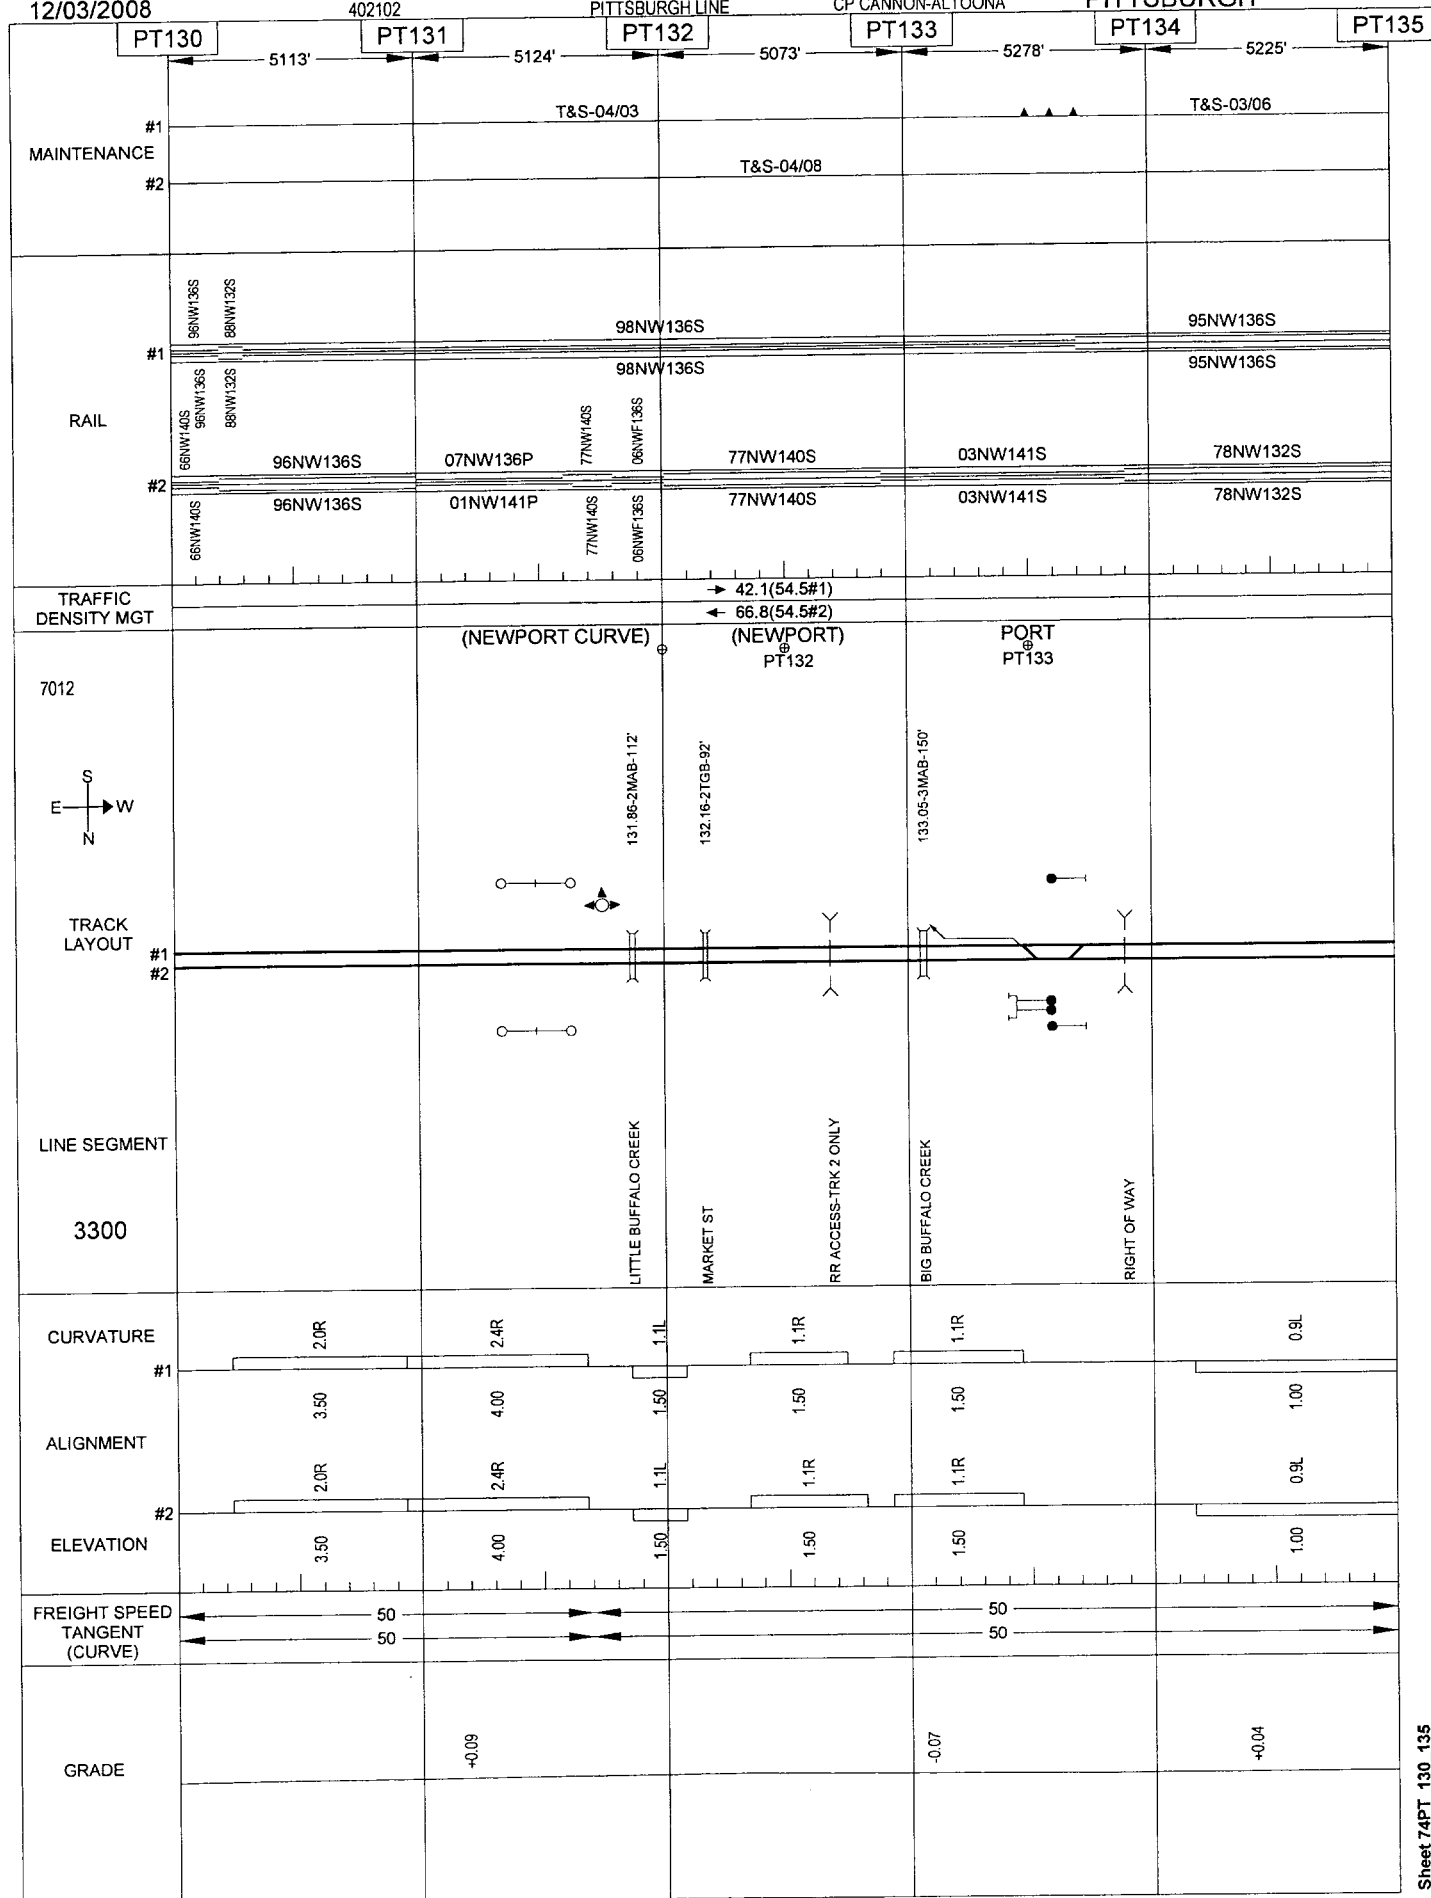 12/03/2008 402102 PITTSBURGH LINE CP CANNON-ALTOONA PITTSBURGH
PT130 PT131 PT132 PT133 PT134 PT135
5113' 5124' 5073' 5278' 5225'
MAINTENANCE
#1 T&S-04/03 T&S-03/06
#2 T&S-04/08
RAIL
96NW136S 88NW132S 98NW136S 95NW136S
#1
96NW136S 88NW132S 98NW136S 95NW136S
66NW140S 96NW136S 07NW136P 77NW140S 06NWF136S 77NW140S 03NW141S 78NW132S
#2
66NW140S 96NW136S 01NW141P 77NW140S 06NWF136S 77NW140S 03NW141S 78NW132S
TRAFFIC
DENSITY MGT
→ 42.1(54.5#1)
← 66.8(54.5#2)
(NEWPORT CURVE) (NEWPORT) PORT
PT132 PT133
7012
131.86-2MAB-112'
132.16-2TGB-92'
133.05-3MAB-150'
S
E W
N
TRACK
LAYOUT
#1
#2
LINE SEGMENT
3300
LITTLE BUFFALO CREEK
MARKET ST
RR ACCESS-TRK 2 ONLY
BIG BUFFALO CREEK
RIGHT OF WAY
CURVATURE
2.0R 2.4R 1.1L 1.1R 1.1R 0.9L
#1
3.50 4.00 1.50 1.50 1.50 1.00
ALIGNMENT
2.0R 2.4R 1.1L 1.1R 1.1R 0.9L
#2
ELEVATION
3.50 4.00 1.50 1.50 1.50 1.00
FREIGHT SPEED
TANGENT
(CURVE)
50 50
50 50
GRADE
+0.09 -0.07 +0.04
Sheet 74PT 130 135